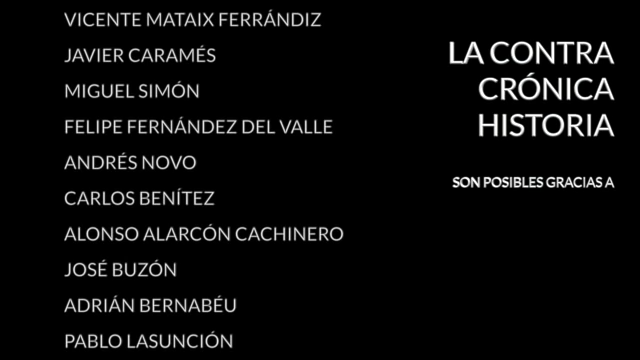 VICENTE MATAIX FERRÁNDIZ
JAVIER CARAMÉS
MIGUEL SIMÓN
FELIPE FERNÁNDEZ DEL VALLE
ANDRÉS NOVO
CARLOS BENÍTEZ
ALONSO ALARCÓN CACHINERO
JOSÉ BUZÓN
ADRIÁN BERNABÉU
PABLO LASUNCIÓN
LA CONTRA
CRÓNICA
HISTORIA
SON POSIBLES GRACIAS A